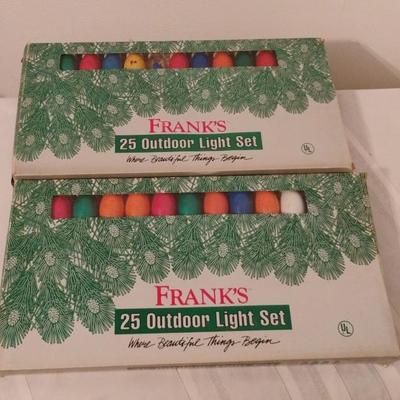 FRANK'S
25 Outdoor Light Set
Where Beautiful Things Begin
UL
FRANK'S
25 Outdoor Light Set
Where Beautiful Things Begin
UL